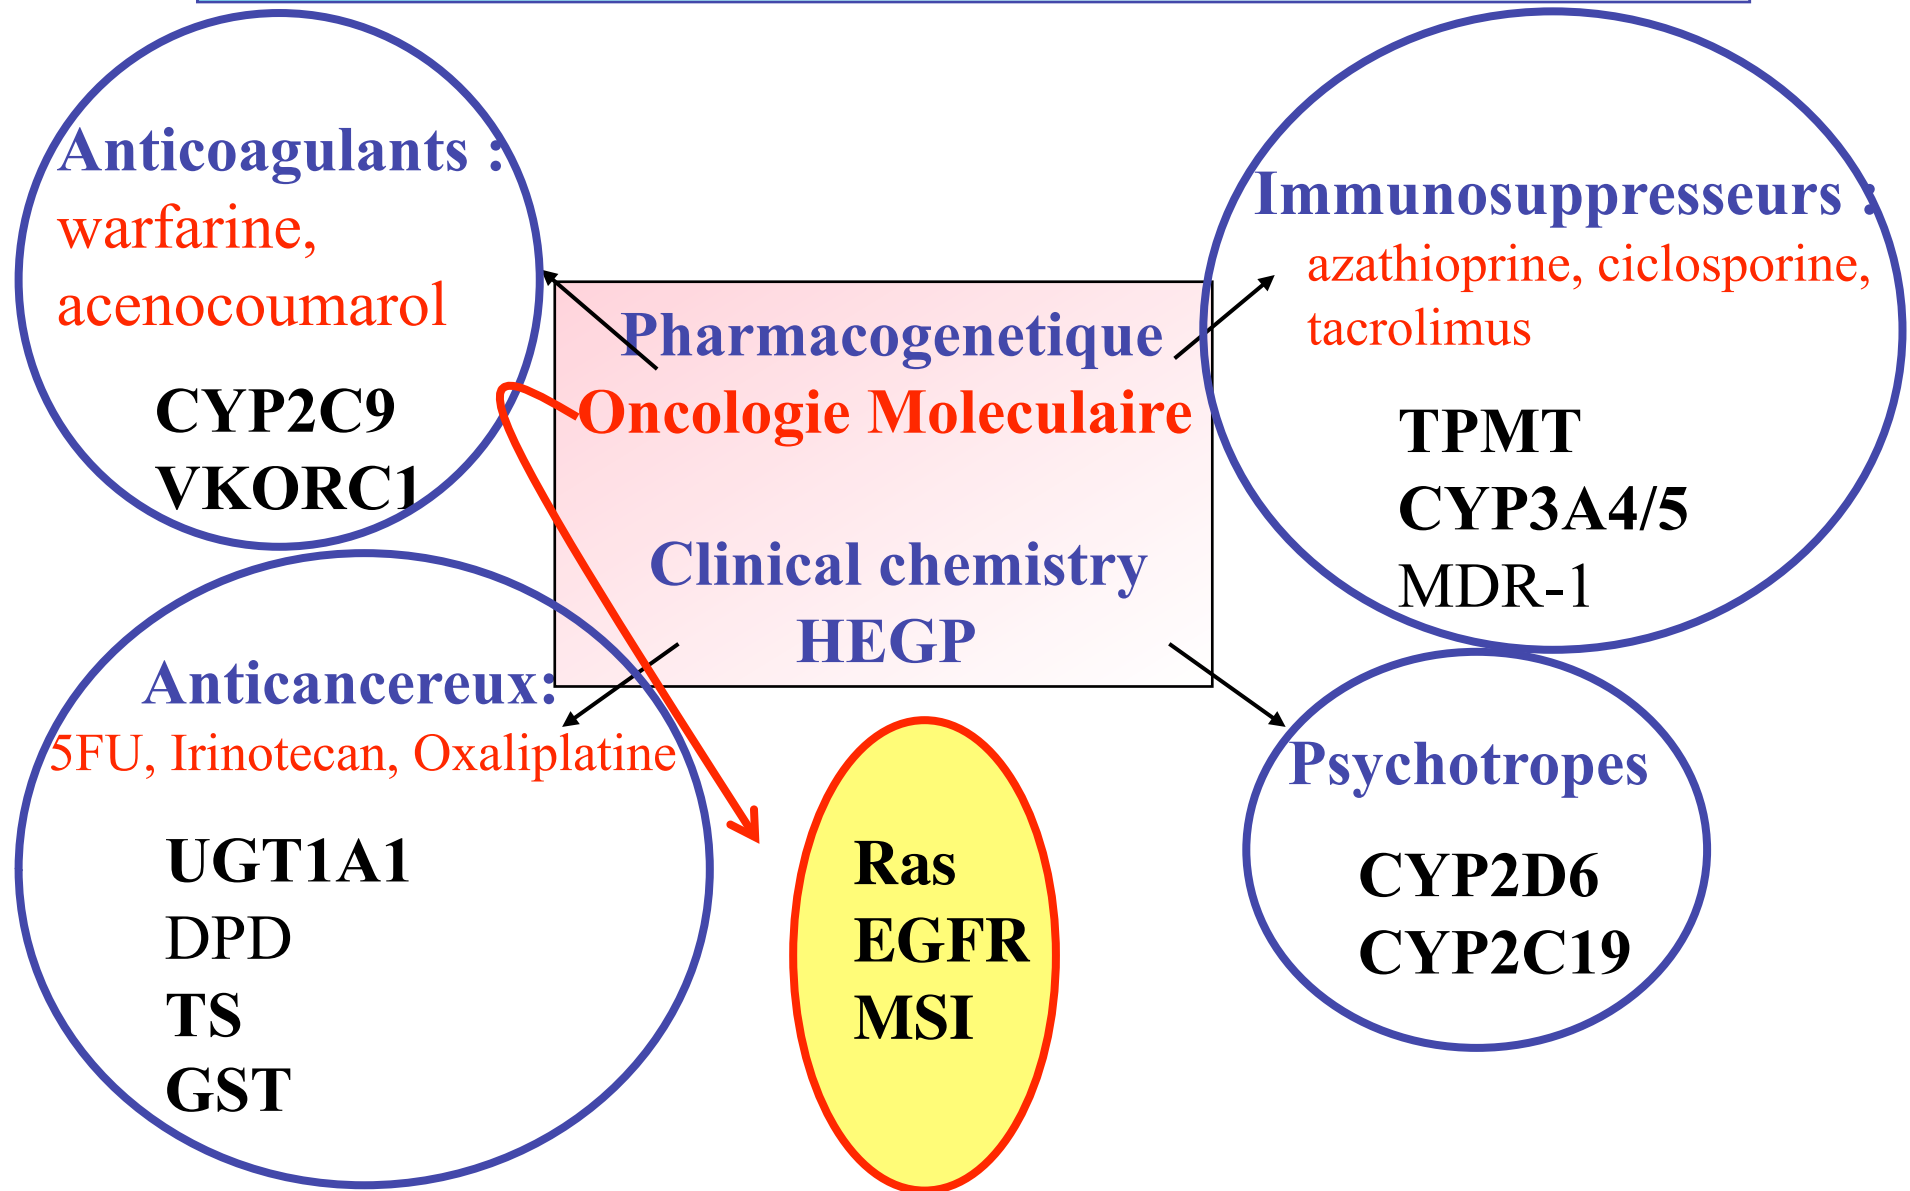 Anticoagulants :
warfarine,
acenocoumarol
CYP2C9
VKORC1
Immunosuppresseurs :
azathioprine, ciclosporine,
tacrolimus
TPMT
CYP3A4/5
MDR-1
Pharmacogenetique
Oncologie Moleculaire
Clinical chemistry
HEGP
Anticancereux:
5FU, Irinotecan, Oxaliplatine
UGT1A1
DPD
TS
GST
Ras
EGFR
MSI
Psychotropes
CYP2D6
CYP2C19